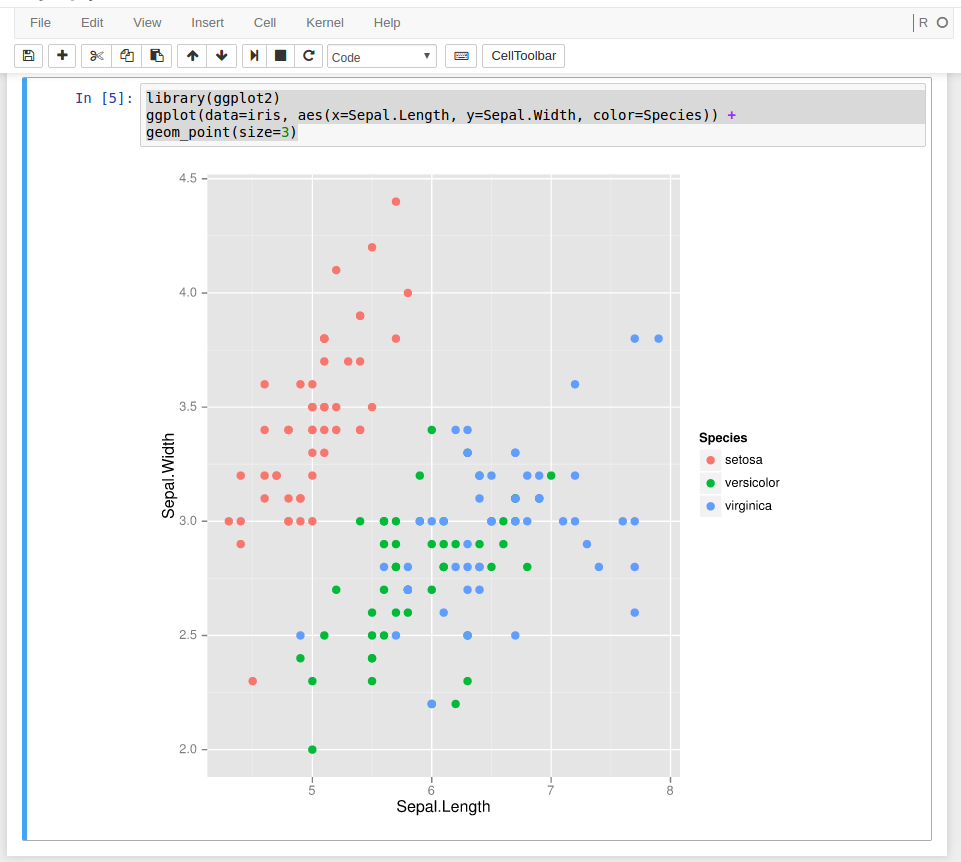 File Edit View Insert Cell Kernel Help R
Code CellToolbar
In [5]: library(ggplot2)
ggplot(data=iris, aes(x=Sepal.Length, y=Sepal.Width, color=Species)) +
geom_point(size=3)
4.5
4.0
3.5
3.0
2.5
2.0
Sepal.Width
5 6 7 8
Sepal.Length
Species
setosa
versicolor
virginica